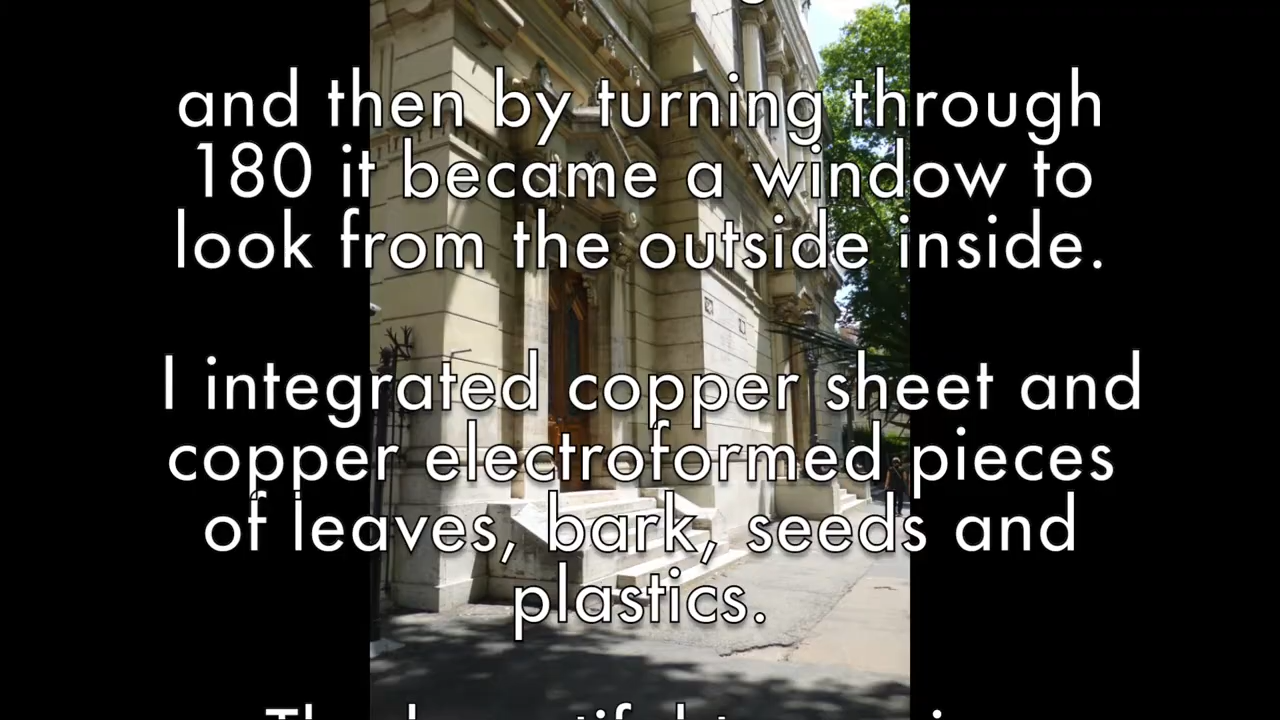 and then by turning through
180 it became a window to
look from the outside inside.
I integrated copper sheet and
copper electroformed pieces
of leaves, bark, seeds and
plastics.